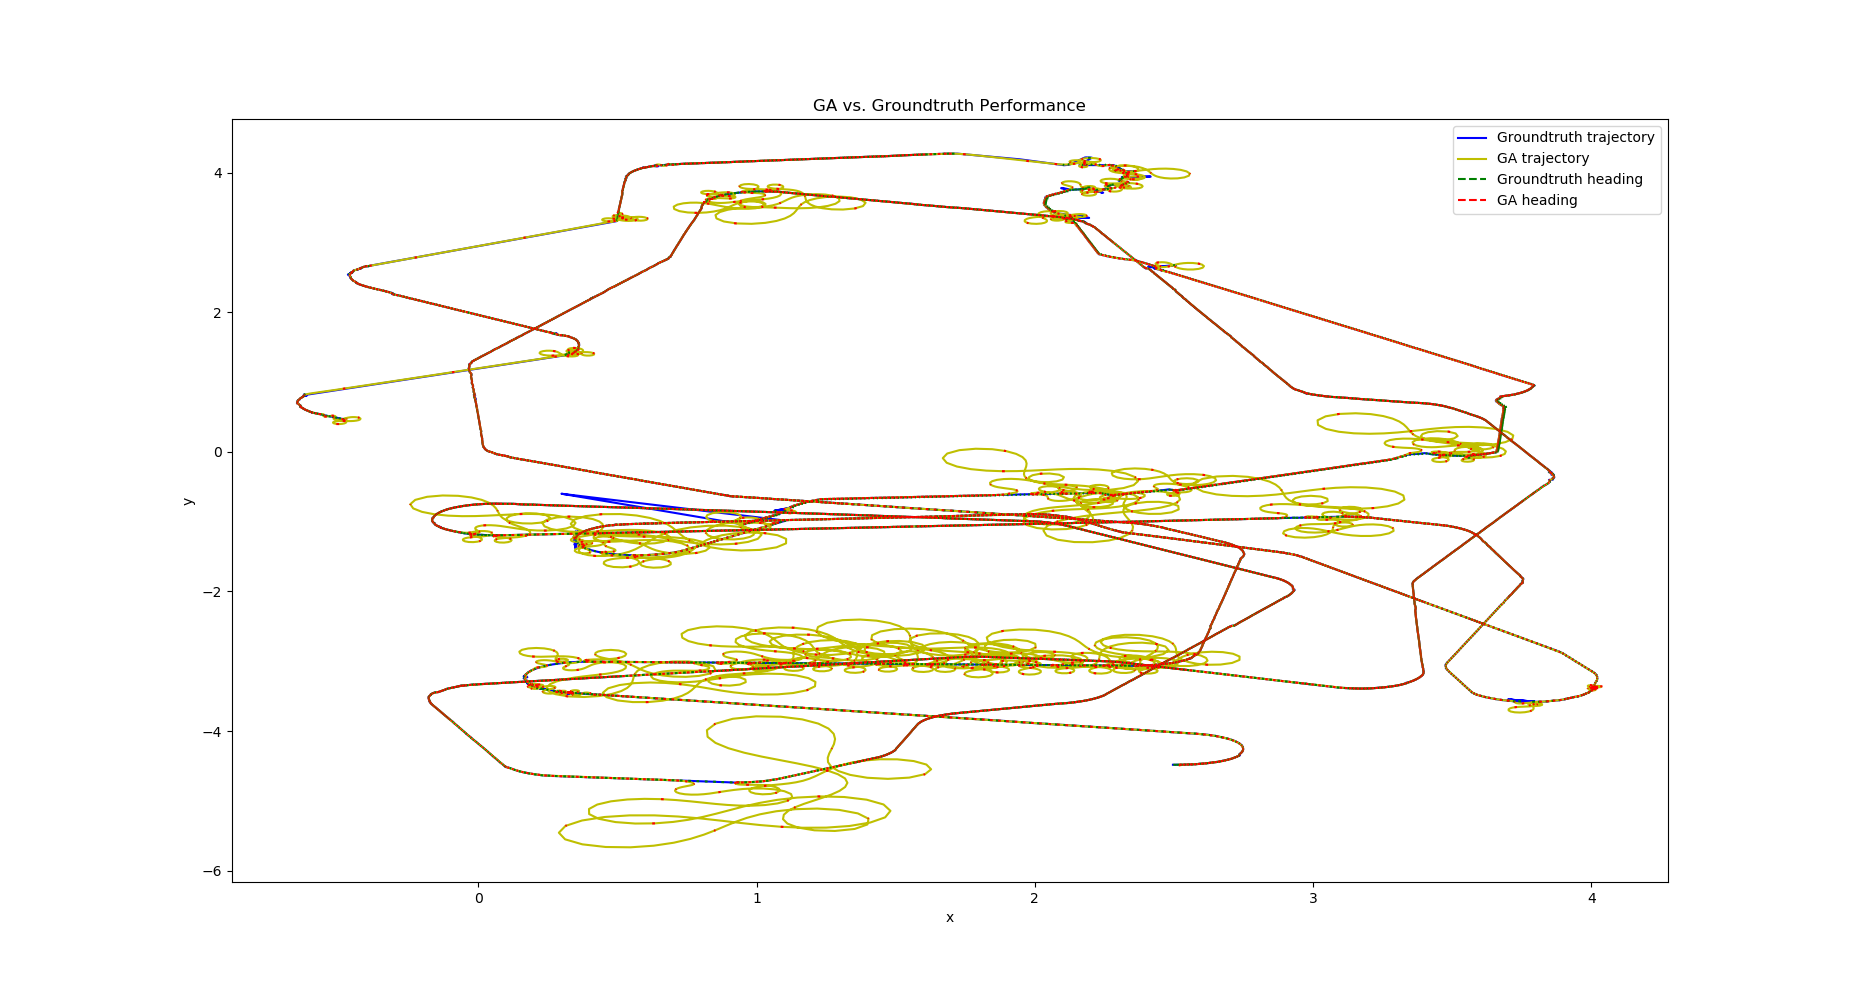 GA vs. Groundtruth Performance
Groundtruth trajectory
GA trajectory
Groundtruth heading
GA heading
4
2
0
−2
−4
−6
y
0 1 2 3 4
x